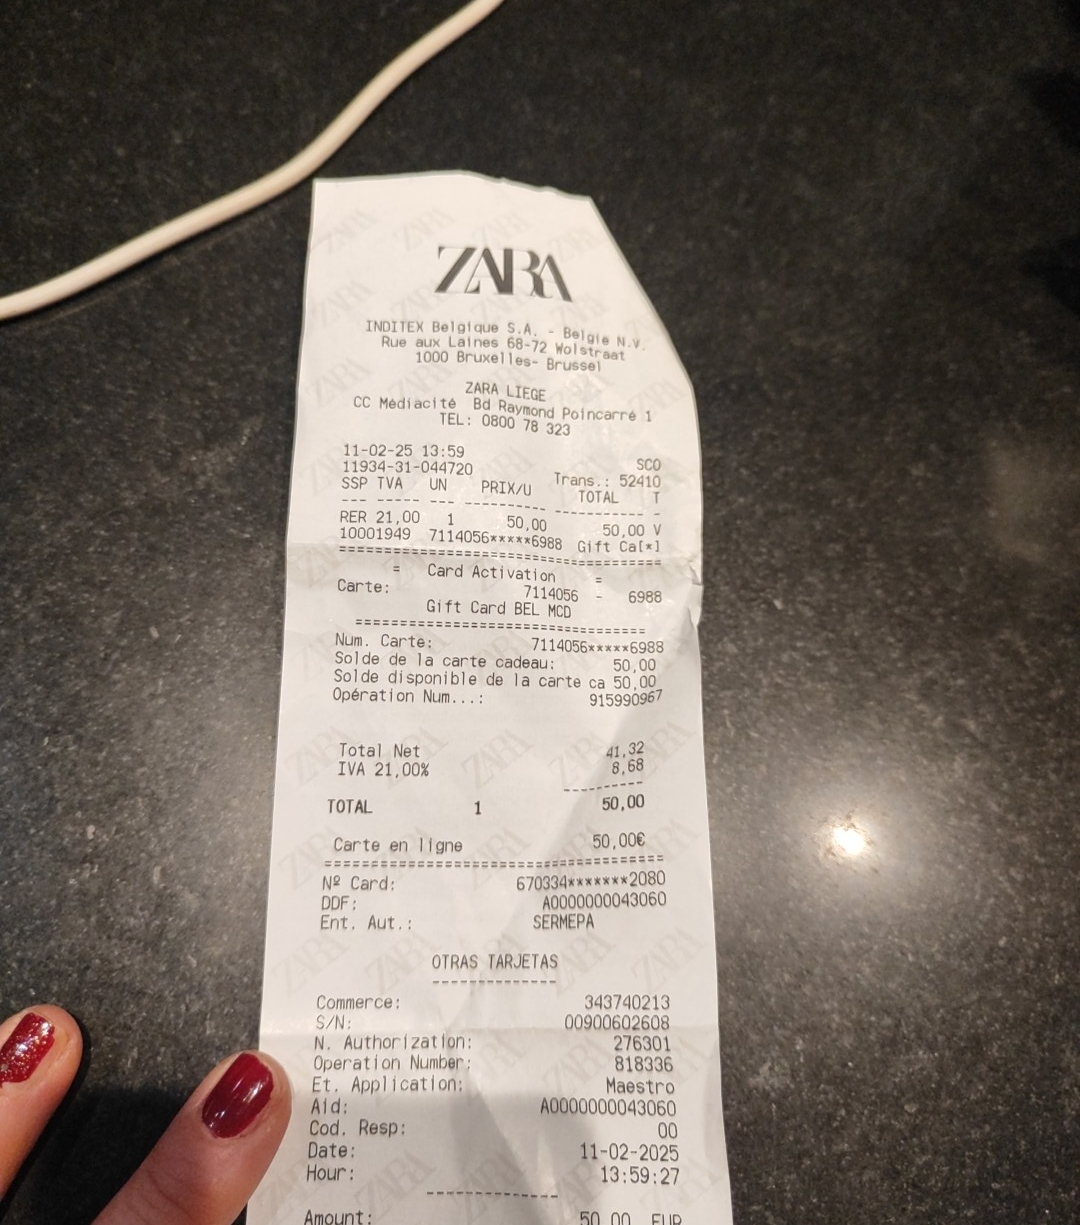 ZARA
INDITEX Belgique S.A. - Belgie N.V.
Rue aux Laines 68-72 Wolstraat
1000 Bruxelles- Brussel
ZARA LIEGE
CC Médiacité Bd Raymond Poincarré 1
TEL: 0800 78 323
11-02-25 13:59 SCO
11934-31-044720 Trans.: 52410
SSP TVA UN PRIX/U TOTAL T
--- ----- --- ---------- ----------- -
RER 21,00 1 50,00 50,00 V
10001949 7114056*****6988 Gift Ca[*]
==========================================
= Card Activation =
Carte: 7114056 - 6988
Gift Card BEL MCD
======================================
Num. Carte: 7114056*****6988
Solde de la carte cadeau: 50,00
Solde disponible de la carte ca 50,00
Opération Num...: 915990967
Total Net 41,32
IVA 21,00% 8,68
----------
TOTAL 1 50,00
Carte en ligne 50,00€
==========================================
Nº Card: 670334*******2080
DDF: A0000000043060
Ent. Aut.: SERMEPA
OTRAS TARJETAS
--------------
Commerce: 343740213
S/N: 00900602608
N. Authorization: 276301
Operation Number: 818336
Et. Application: Maestro
Aid: A0000000043060
Cod. Resp: 00
Date: 11-02-2025
Hour: 13:59:27
--------------
Amount: 50,00 EUR